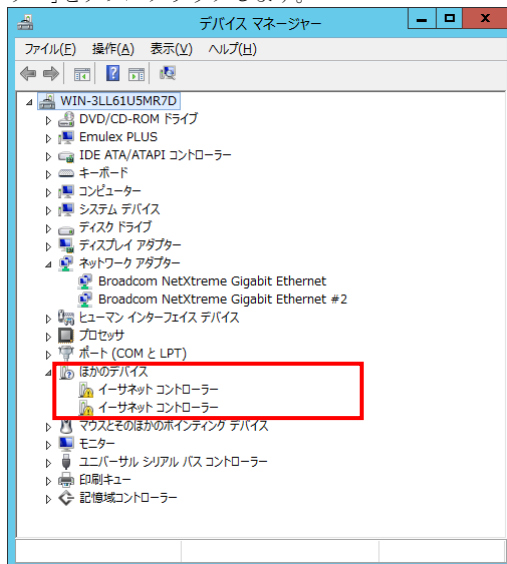 デバイス マネージャー
ファイル(F) 操作(A) 表示(V) ヘルプ(H)
WIN-3LL61U5MR7D
DVD/CD-ROM ドライブ
Emulex PLUS
IDE ATA/ATAPI コントローラー
キーボード
コンピューター
システム デバイス
ディスク ドライブ
ディスプレイ アダプター
ネットワーク アダプター
Broadcom NetXtreme Gigabit Ethernet
Broadcom NetXtreme Gigabit Ethernet #2
ヒューマン インターフェイス デバイス
プロセッサ
ポート (COM と LPT)
ほかのデバイス
イーサネット コントローラー
イーサネット コントローラー
マウスとそのほかのポインティング デバイス
モニター
ユニバーサル シリアル バス コントローラー
印刷キュー
記憶域コントローラー